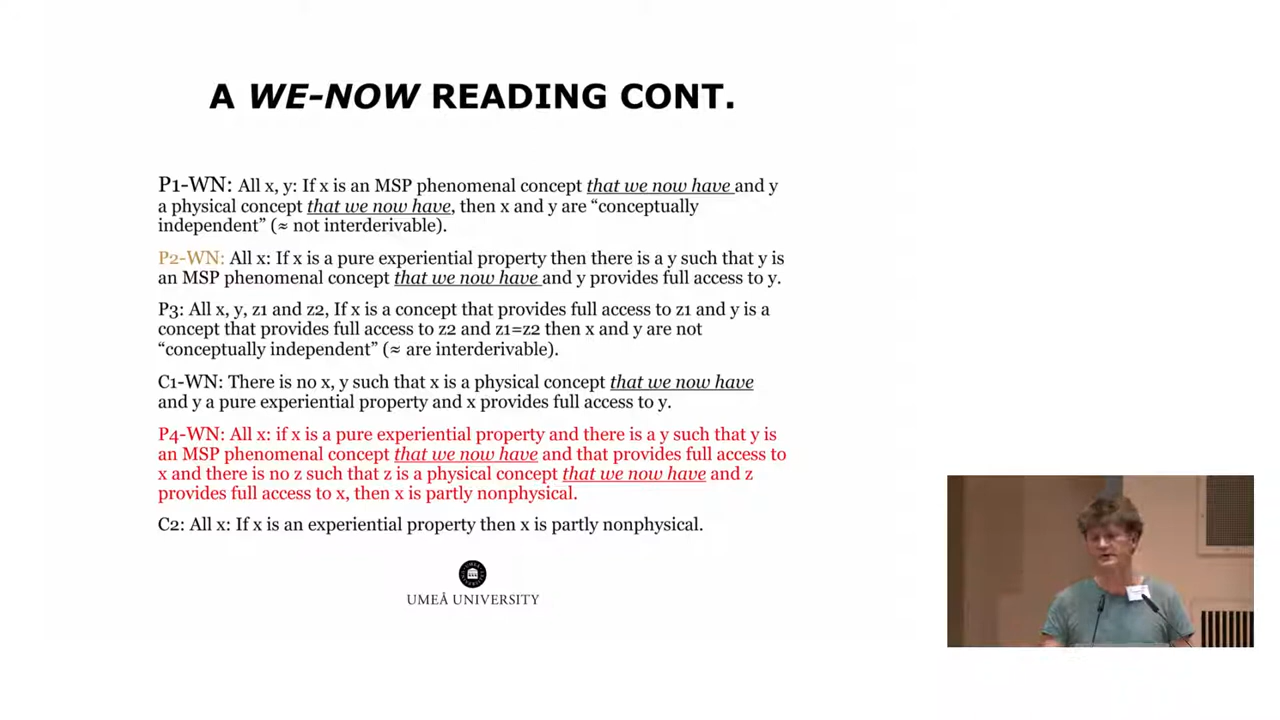 A WE-NOW READING CONT.
P1-WN: All x, y: If x is an MSP phenomenal concept that we now have and y
a physical concept that we now have, then x and y are “conceptually
independent” (≈ not interderivable).
P2-WN: All x: If x is a pure experiential property then there is a y such that y is
an MSP phenomenal concept that we now have and y provides full access to y.
P3: All x, y, z1 and z2, If x is a concept that provides full access to z1 and y is a
concept that provides full access to z2 and z1=z2 then x and y are not
“conceptually independent” (≈ are interderivable).
C1-WN: There is no x, y such that x is a physical concept that we now have
and y a pure experiential property and x provides full access to y.
P4-WN: All x: if x is a pure experiential property and there is a y such that y is
an MSP phenomenal concept that we now have and that provides full access to
x and there is no z such that z is a physical concept that we now have and z
provides full access to x, then x is partly nonphysical.
C2: All x: If x is an experiential property then x is partly nonphysical.
UMEÅ UNIVERSITY